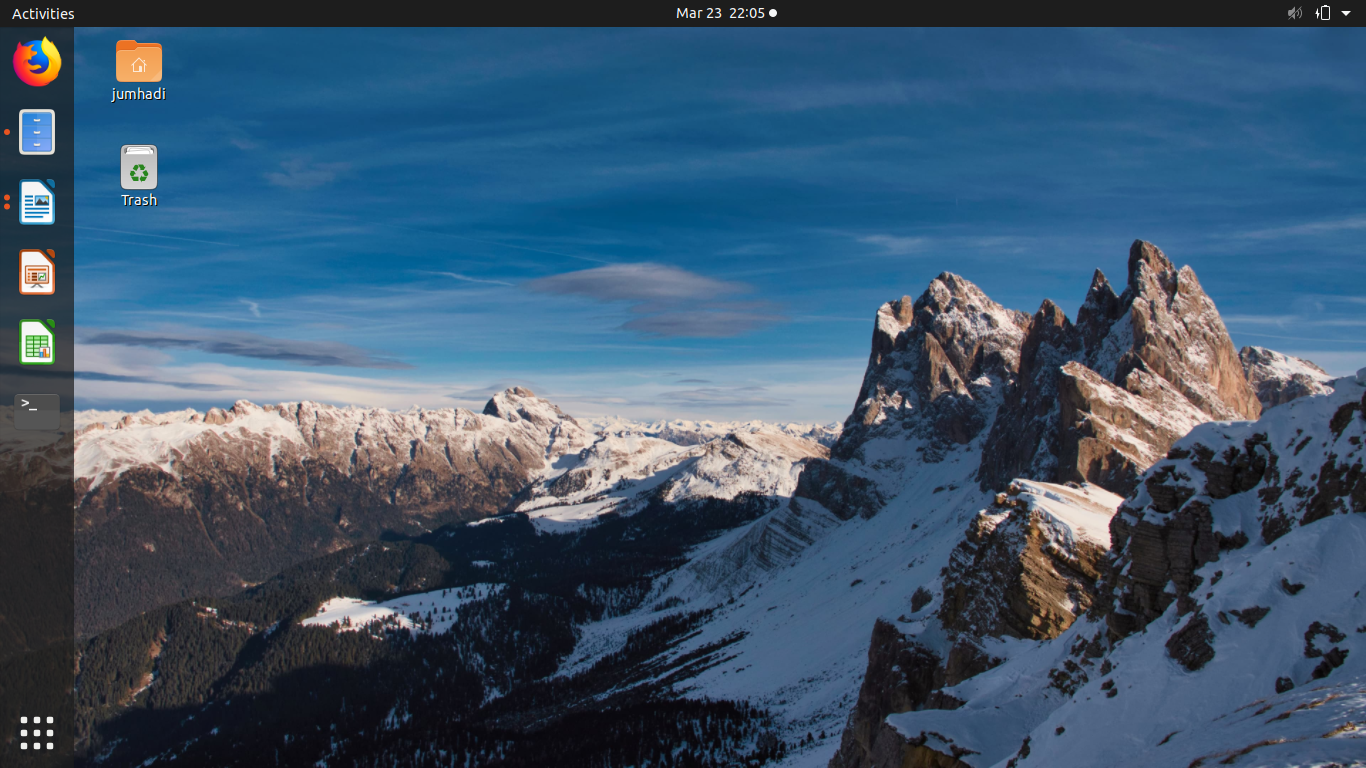 Activities
Mar 23 22:05
jumhadi
Trash
>_